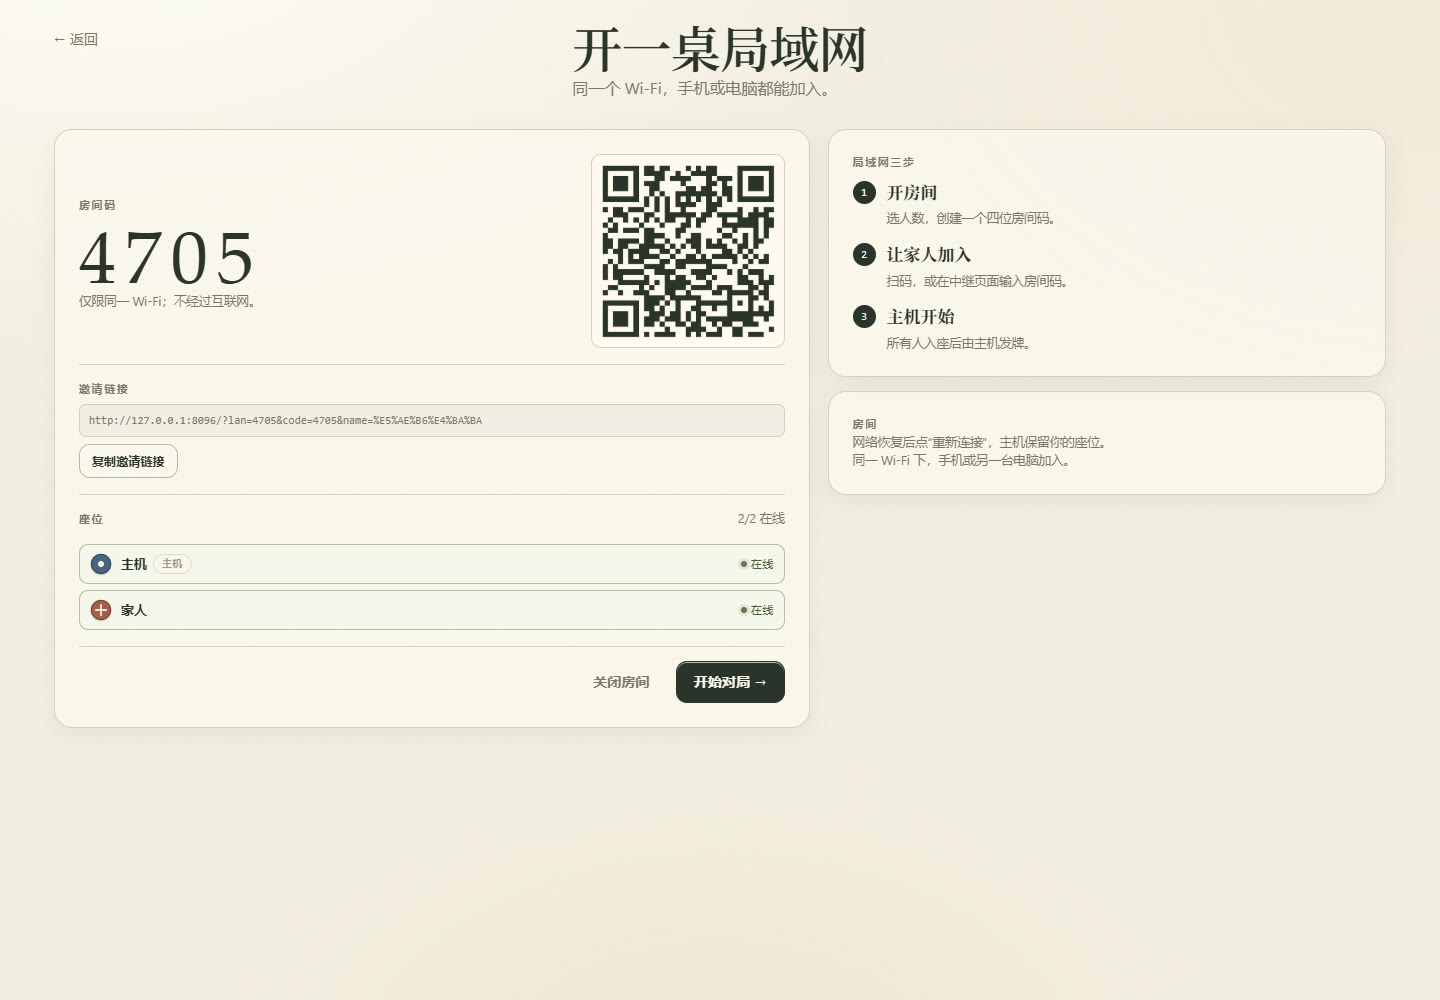 ← 返回
开一桌局域网
同一个 Wi-Fi，手机或电脑都能加入。
房间码
4705
仅限同一 Wi-Fi；不经过互联网。
邀请链接
http://127.0.0.1:8096/?lan=4705&code=4705&name=%E5%AE%B6%E4%BA%BA
复制邀请链接
座位
2/2 在线
主机 主机
在线
家人
在线
关闭房间
开始对局 →
局域网三步
1 开房间
选人数，创建一个四位房间码。
2 让家人加入
扫码，或在中继页面输入房间码。
3 主机开始
所有人入座后由主机发牌。
房间
网络恢复后点“重新连接”，主机保留你的座位。
同一 Wi-Fi 下，手机或另一台电脑加入。